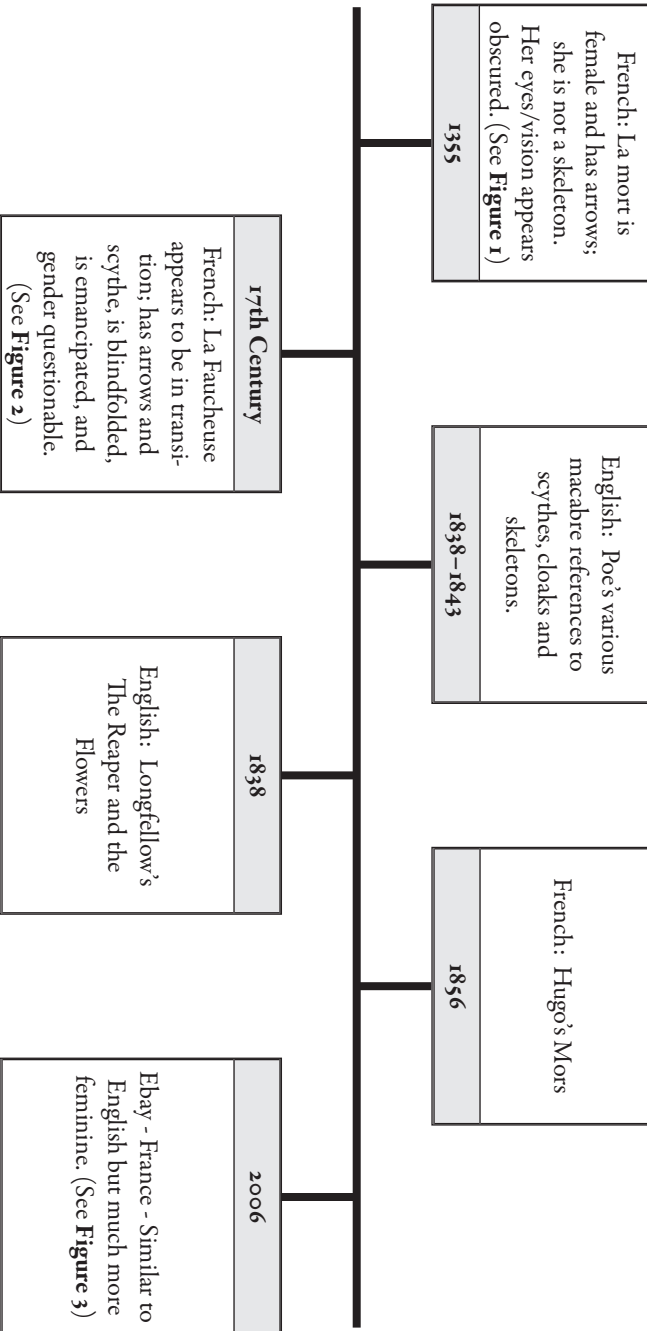 French: La mort is
female and has arrows;
she is not a skeleton.
Her eyes/vision appears
obscured. (See Figure 1)
1355
17th Century
French: La Faucheuse
appears to be in transi-
tion; has arrows and
scythe, is blindfolded,
is emancipated, and
gender questionable.
(See Figure 2)
English: Poe's various
macabre references to
scythes, cloaks and
skeletons.
1838–1843
1838
English: Longfellow's
The Reaper and the
Flowers
French: Hugo's Mors
1856
2006
Ebay - France - Similar to
English but much more
feminine. (See Figure 3)